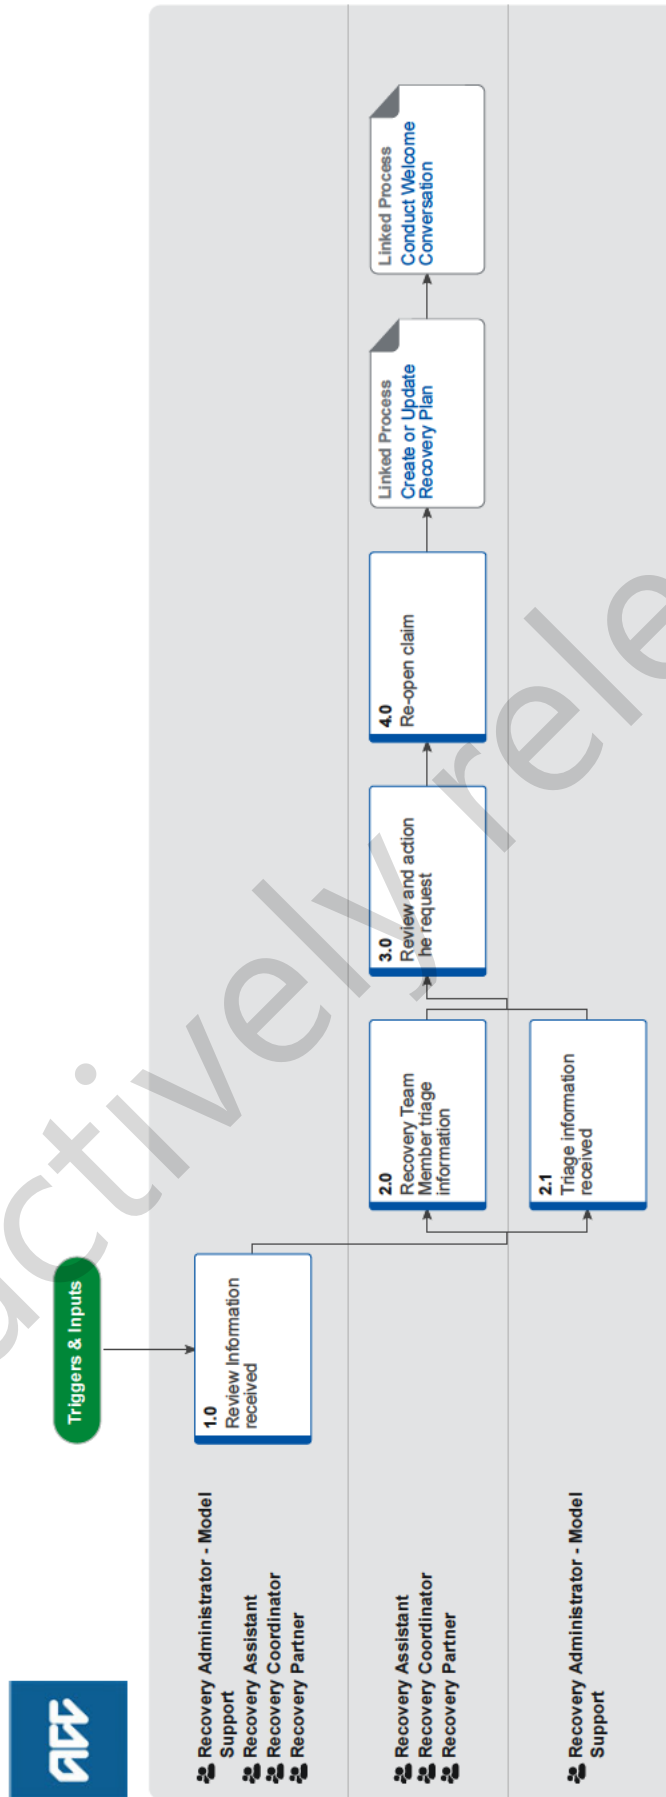 ACC
Triggers & Inputs
Recovery Administrator - Model
Support
Recovery Assistant
Recovery Coordinator
Recovery Partner
1.0
Review Information
received
Recovery Assistant
Recovery Coordinator
Recovery Partner
2.0
Recovery Team
Member triage
information
3.0
Review and action
he request
4.0
Re-open claim
Linked Process
Create or Update
Recovery Plan
Linked Process
Conduct Welcome
Conversation
Recovery Administrator - Model
Support
2.1
Triage information
received
actively rele